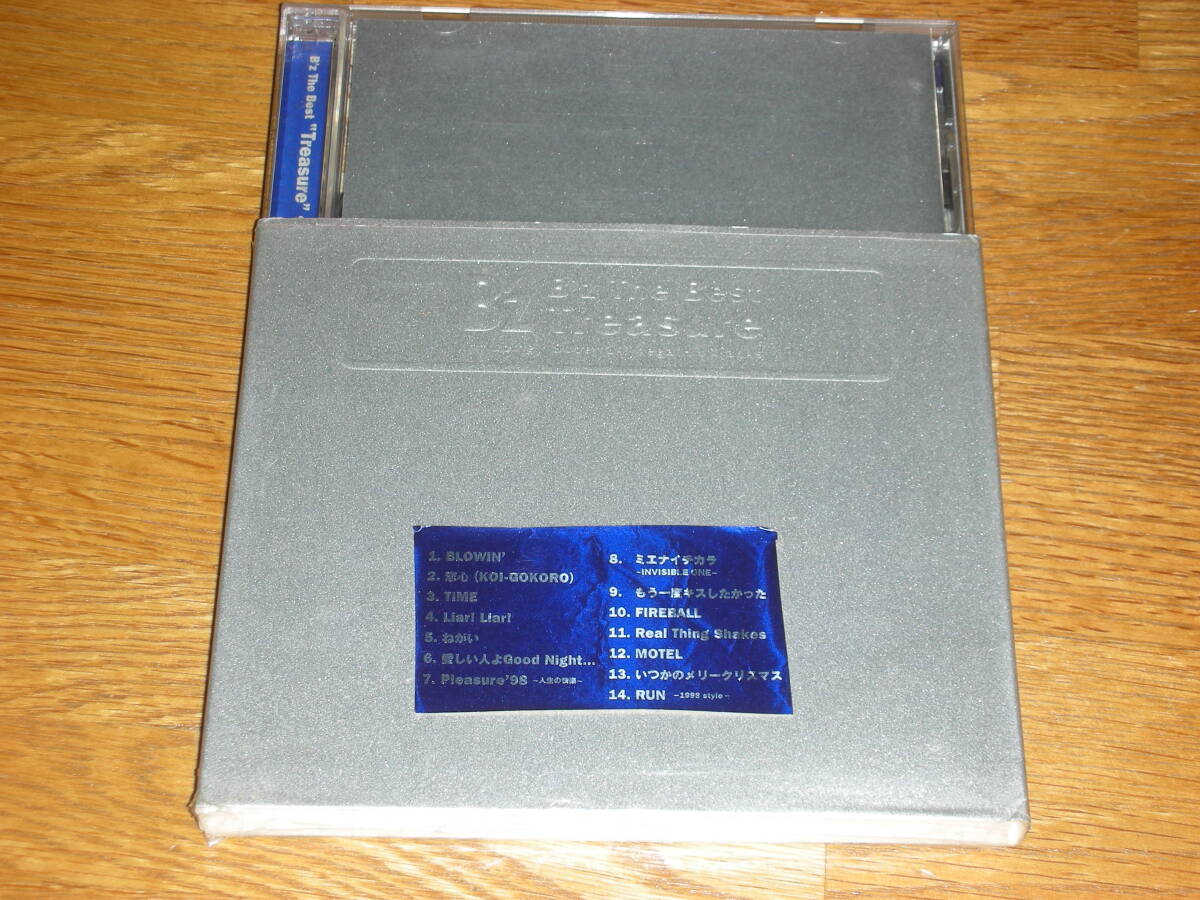 B'z The Best "Treasure"
B'z The Best
Treasure
1. BLOWIN'
2. 恋心 (KOI-GOKORO)
3. TIME
4. Liar! Liar!
5. ねがい
6. 愛しい人よGood Night...
7. Pleasure'98 ~人生の快楽~
8. ミエナイチカラ
~INVISIBLE ONE~
9. もう一度キスしたかった
10. FIREBALL
11. Real Thing Shakes
12. MOTEL
13. いつかのメリークリスマス
14. RUN ~1998 style~